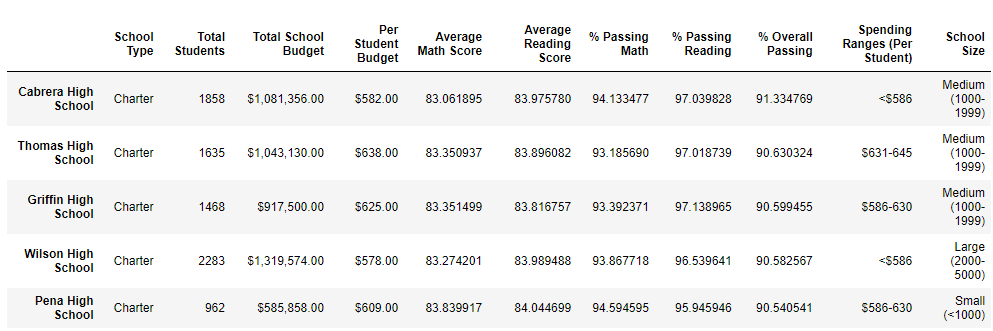 School Type Total Students Total School Budget Per Student Budget Average Math Score Average Reading Score % Passing Math % Passing Reading % Overall Passing Spending Ranges (Per Student) School Size
Cabrera High School Charter 1858 $1,081,356.00 $582.00 83.061895 83.975780 94.133477 97.039828 91.334769 <$586 Medium (1000-1999)
Thomas High School Charter 1635 $1,043,130.00 $638.00 83.350937 83.896082 93.185690 97.018739 90.630324 $631-645 Medium (1000-1999)
Griffin High School Charter 1468 $917,500.00 $625.00 83.351499 83.816757 93.392371 97.138965 90.599455 $586-630 Medium (1000-1999)
Wilson High School Charter 2283 $1,319,574.00 $578.00 83.274201 83.989488 93.867718 96.539641 90.582567 <$586 Large (2000-5000)
Pena High School Charter 962 $585,858.00 $609.00 83.839917 84.044699 94.594595 95.945946 90.540541 $586-630 Small (<1000)